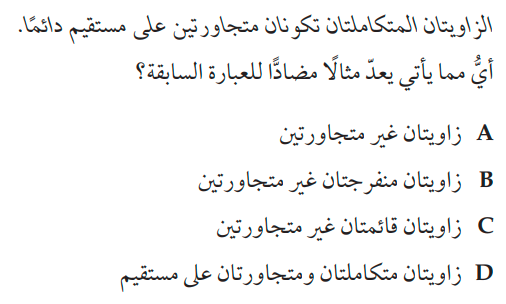 الزاويتان المتكاملتان تكونان متجاورتين على مستقيم دائمًا.
أيُّ مما يأتي يعدّ مثالًا مضادًّا للعبارة السابقة؟
A زاويتان غير متجاورتين
B زاويتان منفرجتان غير متجاورتين
C زاويتان قائمتان غير متجاورتين
D زاويتان متكاملتان ومتجاورتان على مستقيم